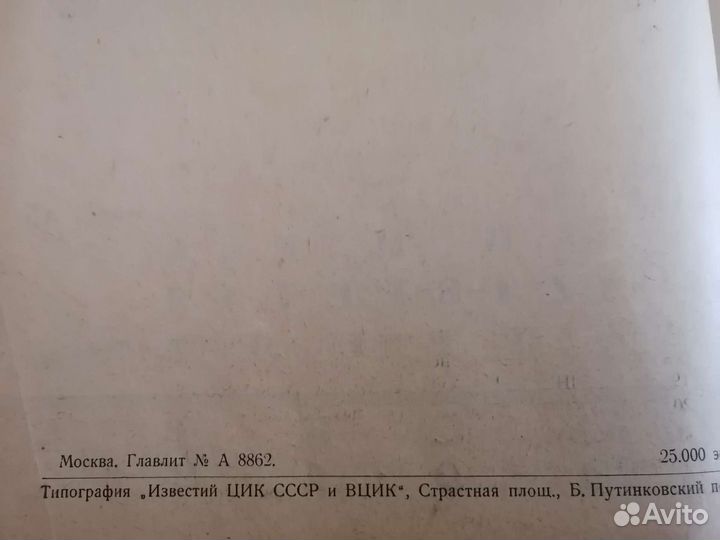 Москва. Главлит № А 8862. 25.000
Типография „Известий ЦИК СССР и ВЦИК“, Страстная площ., Б. Путинковский
Avito